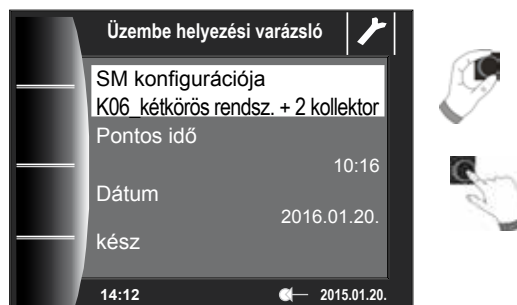 Üzembe helyezési varázsló
SM konfigurációja
K06_kétkörös rendsz. + 2 kollektor
Pontos idő
10:16
Dátum
2016.01.20.
kész
14:12
2015.01.20.